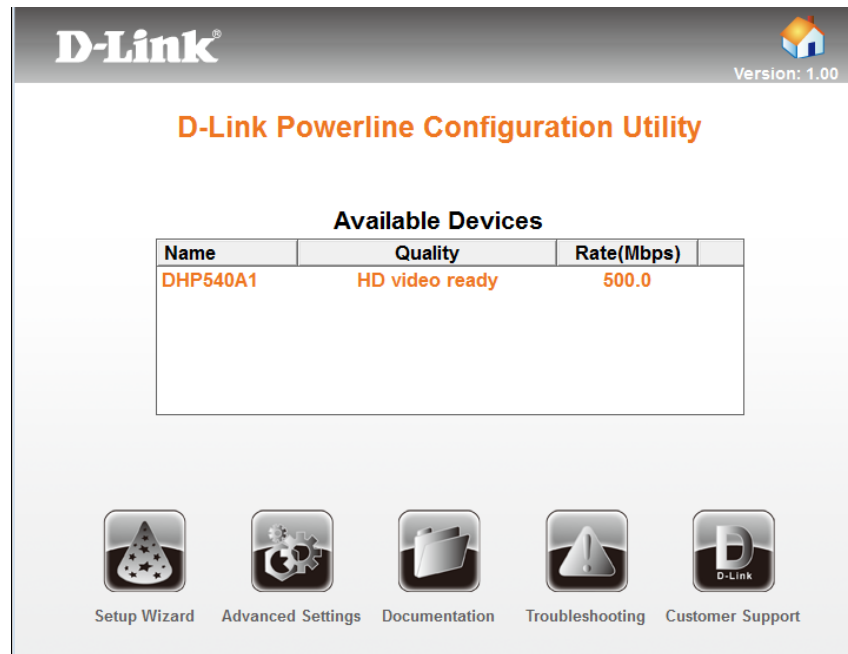 D-Link®
Version: 1.00
D-Link Powerline Configuration Utility
Available Devices
Name Quality Rate(Mbps)
DHP540A1 HD video ready 500.0
D
D-Link
Setup Wizard Advanced Settings Documentation Troubleshooting Customer Support